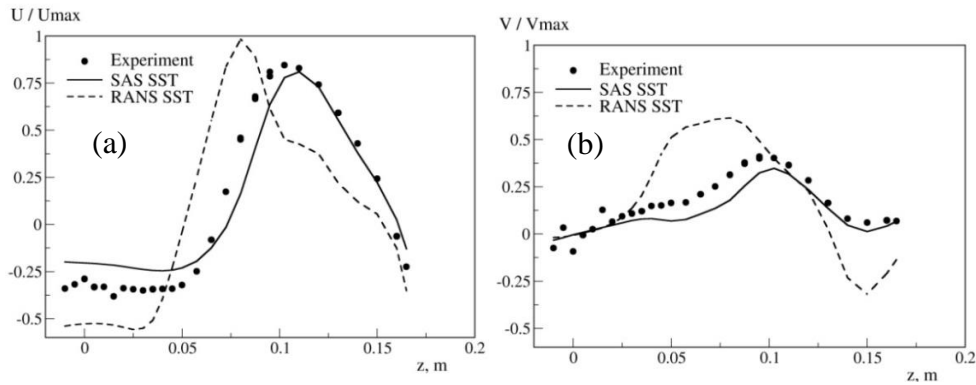 U / Umax
1
0.75
0.5
0.25
0
-0.25
-0.5
Experiment
SAS SST
RANS SST
(a)
0
0.05
0.1
0.15
0.2
z, m
V / Vmax
1
0.75
0.5
0.25
0
-0.25
-0.5
Experiment
SAS SST
RANS SST
(b)
0
0.05
0.1
0.15
0.2
z, m